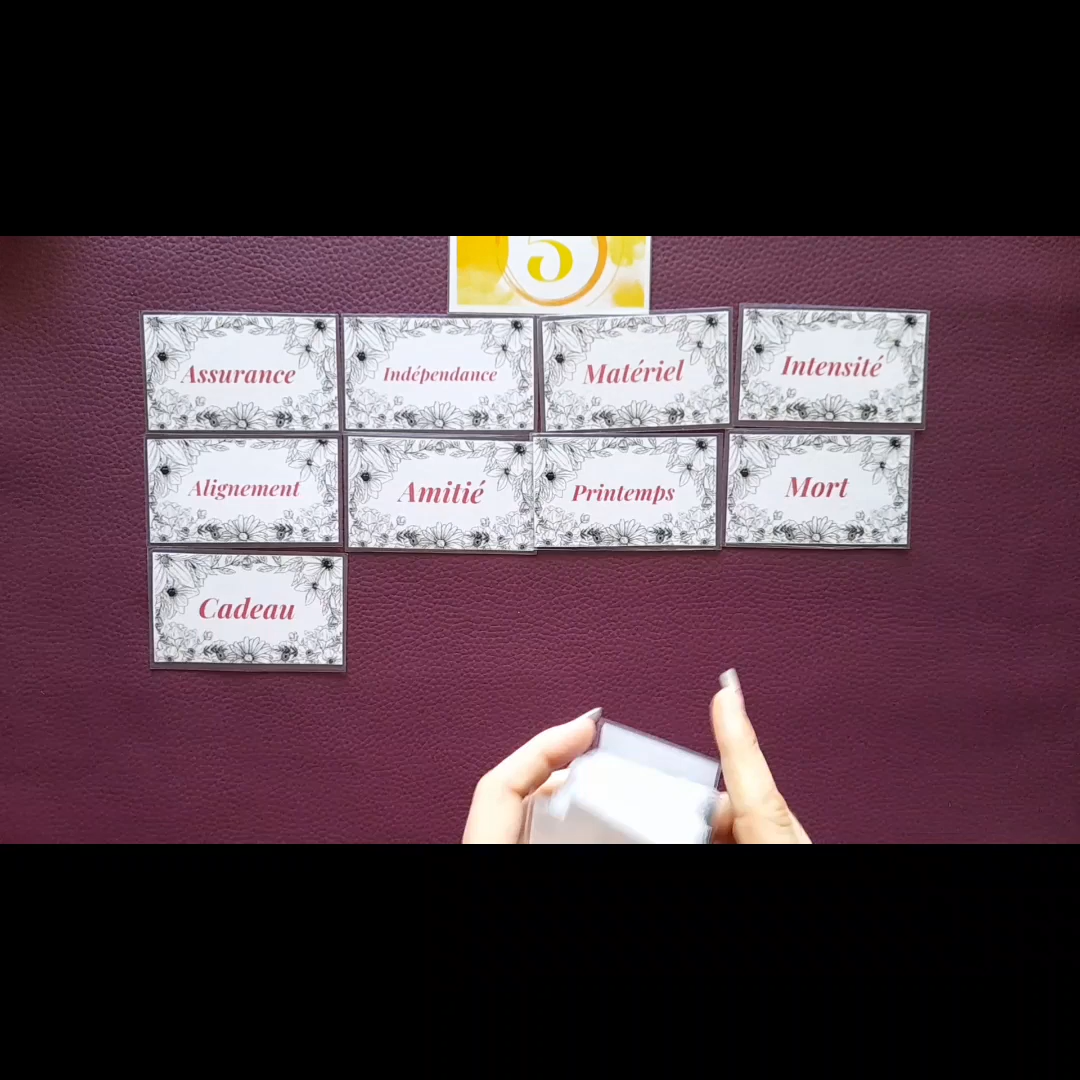 5
Assurance
Indépendance
Matériel
Intensité
Alignement
Amitié
Printemps
Mort
Cadeau